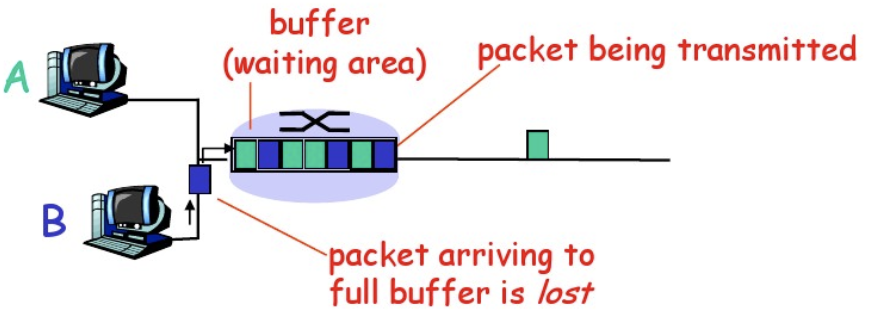 buffer
(waiting area)
packet being transmitted
A
B
packet arriving to
full buffer is lost